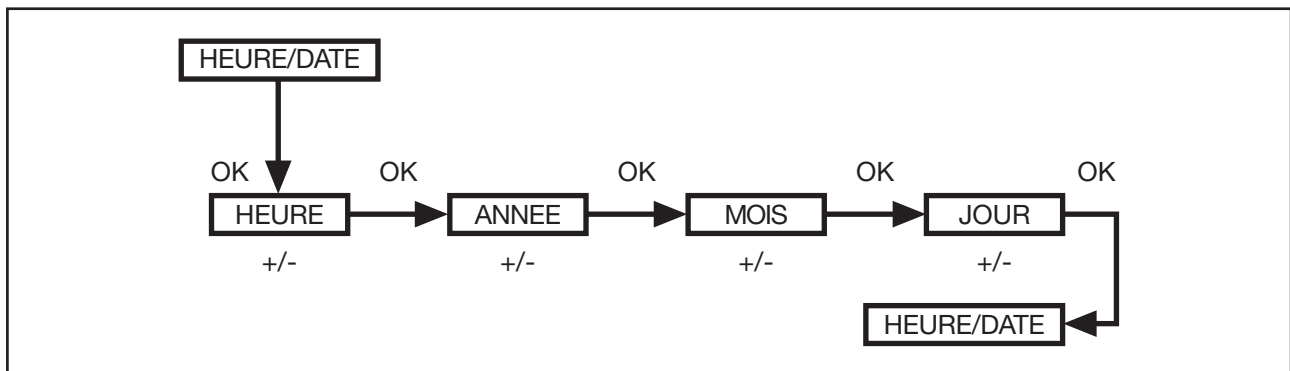 HEURE/DATE
OK OK OK OK OK
HEURE ANNEE MOIS JOUR
+/- +/- +/- +/-
HEURE/DATE